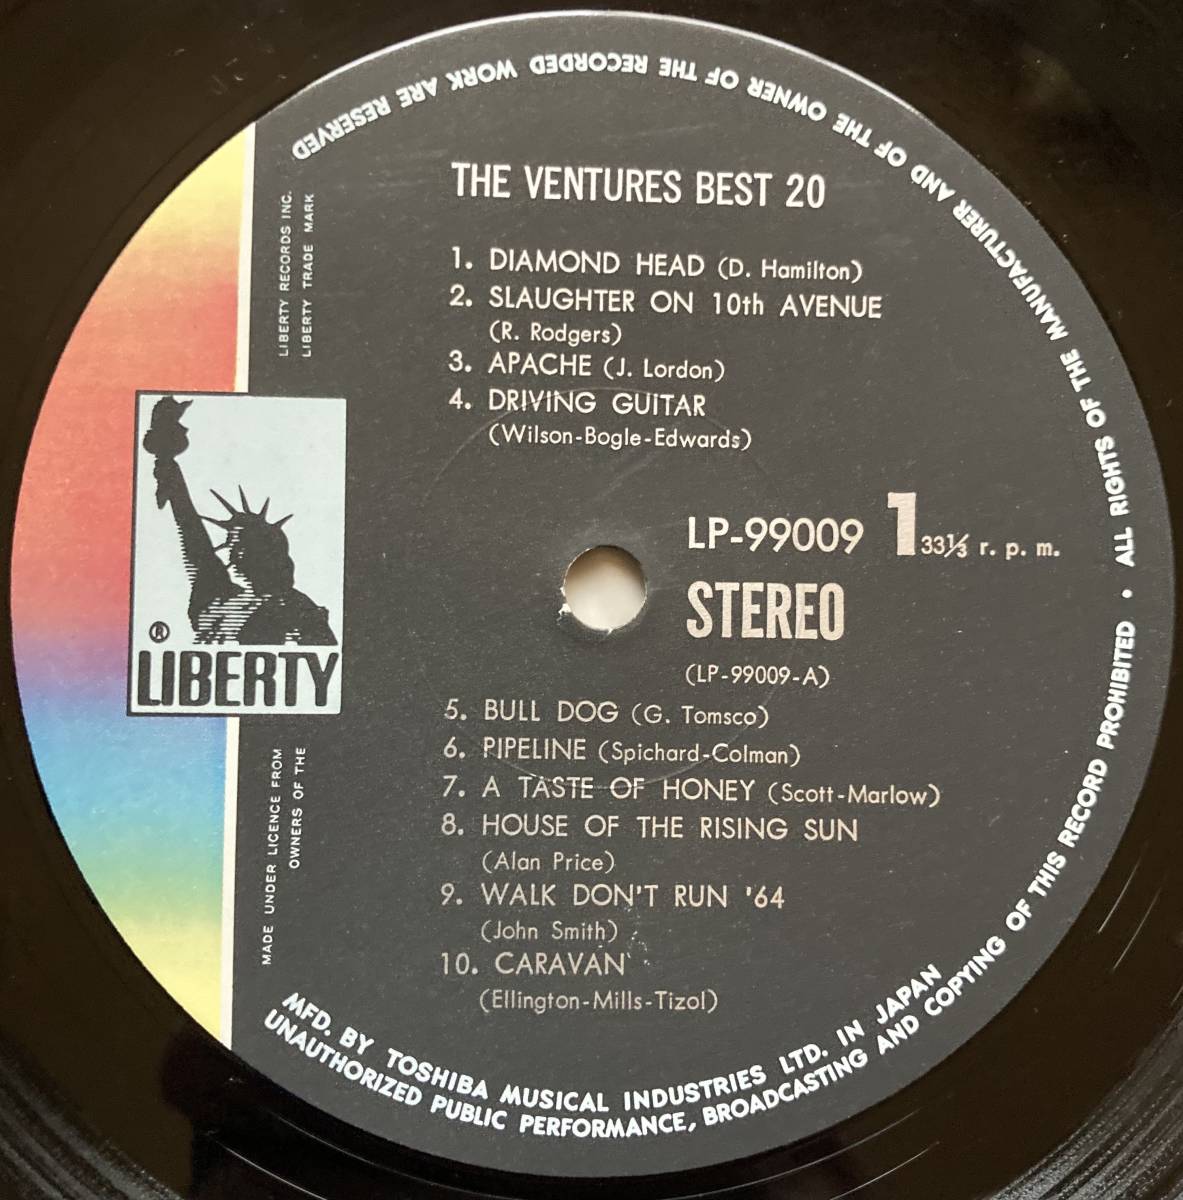 THE VENTURES BEST 20
1. DIAMOND HEAD (D. Hamilton)
2. SLAUGHTER ON 10th AVENUE
(R. Rodgers)
3. APACHE (J. Lordon)
4. DRIVING GUITAR
(Wilson-Bogle-Edwards)
LP-99009 1 33⅓ r. p. m.
STEREO
(LP-99009-A)
5. BULL DOG (G. Tomsco)
6. PIPELINE (Spichard-Colman)
7. A TASTE OF HONEY (Scott-Marlow)
8. HOUSE OF THE RISING SUN
(Alan Price)
9. WALK DON'T RUN '64
(John Smith)
10. CARAVAN
(Ellington-Mills-Tizol)
LIBERTY RECORDS INC.
LIBERTY TRADE MARK
® LIBERTY
MADE UNDER LICENCE FROM
OWNERS OF THE
MFD. BY TOSHIBA MUSICAL INDUSTRIES LTD. IN JAPAN
UNAUTHORIZED PUBLIC PERFORMANCE, BROADCASTING AND COPYING OF THIS RECORD PROHIBITED • ALL RIGHTS OF THE MANUFACTURER AND OF THE OWNER OF THE RECORDED WORK ARE RESERVED